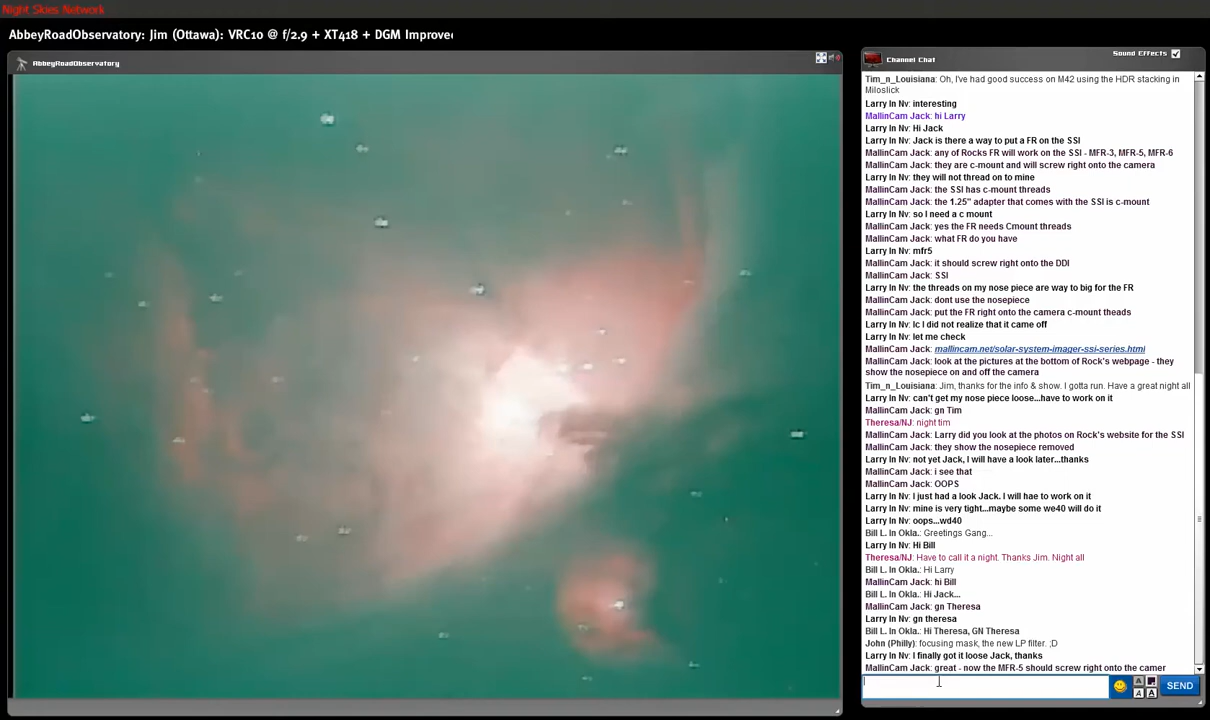 Night Skies Network
AbbeyRoadObservatory: Jim (Ottawa): VRC10 @ f/2.9 + XT418 + DGM Improve
AbbeyRoadObservatory
Sound Effects
Channel Chat
Tim_n_Louisiana: Oh, I've had good success on M42 using the HDR stacking in
Miloslick
Larry In Nv: interesting
MallinCam Jack: hi Larry
Larry In Nv: Hi Jack
Larry In Nv: Jack is there a way to put a FR on the SSI
MallinCam Jack: any of Rocks FR will work on the SSI - MFR-3, MFR-5, MFR-6
MallinCam Jack: they are c-mount and will screw right onto the camera
Larry In Nv: they will not thread on to mine
MallinCam Jack: the SSI has c-mount threads
MallinCam Jack: the 1.25" adapter that comes with the SSI is c-mount
Larry In Nv: so I need a c mount
MallinCam Jack: yes the FR needs Cmount threads
MallinCam Jack: what FR do you have
Larry In Nv: mfr5
MallinCam Jack: it should screw right onto the DDI
MallinCam Jack: SSI
Larry In Nv: the threads on my nose piece are way to big for the FR
MallinCam Jack: dont use the nosepiece
MallinCam Jack: put the FR right onto the camera c-mount theads
Larry In Nv: Ic I did not realize that it came off
Larry In Nv: let me check
MallinCam Jack: mallincam.net/solar-system-imager-ssi-series.html
MallinCam Jack: look at the pictures at the bottom of Rock's webpage - they
show the nosepiece on and off the camera
Tim_n_Louisiana: Jim, thanks for the info & show. I gotta run. Have a great night all
Larry In Nv: can't get my nose piece loose...have to work on it
MallinCam Jack: gn Tim
Theresa/NJ: night tim
MallinCam Jack: Larry did you look at the photos on Rock's website for the SSI
MallinCam Jack: they show the nosepiece removed
Larry In Nv: not yet Jack, I will have a look later...thanks
MallinCam Jack: i see that
MallinCam Jack: OOPS
Larry In Nv: I just had a look Jack. I will hae to work on it
Larry In Nv: mine is very tight...maybe some we40 will do it
Larry In Nv: oops...wd40
Bill L. In Okla.: Greetings Gang...
Larry In Nv: Hi Bill
Theresa/NJ: Have to call it a night. Thanks Jim. Night all
Bill L. In Okla.: Hi Larry
MallinCam Jack: hi Bill
Bill L. In Okla.: Hi Jack...
MallinCam Jack: gn Theresa
Larry In Nv: gn theresa
Bill L. In Okla.: Hi Theresa, GN Theresa
John (Philly): focusing mask, the new LP filter. ;D
Larry In Nv: I finally got it loose Jack, thanks
MallinCam Jack: great - now the MFR-5 should screw right onto the camer
A
A A
SEND